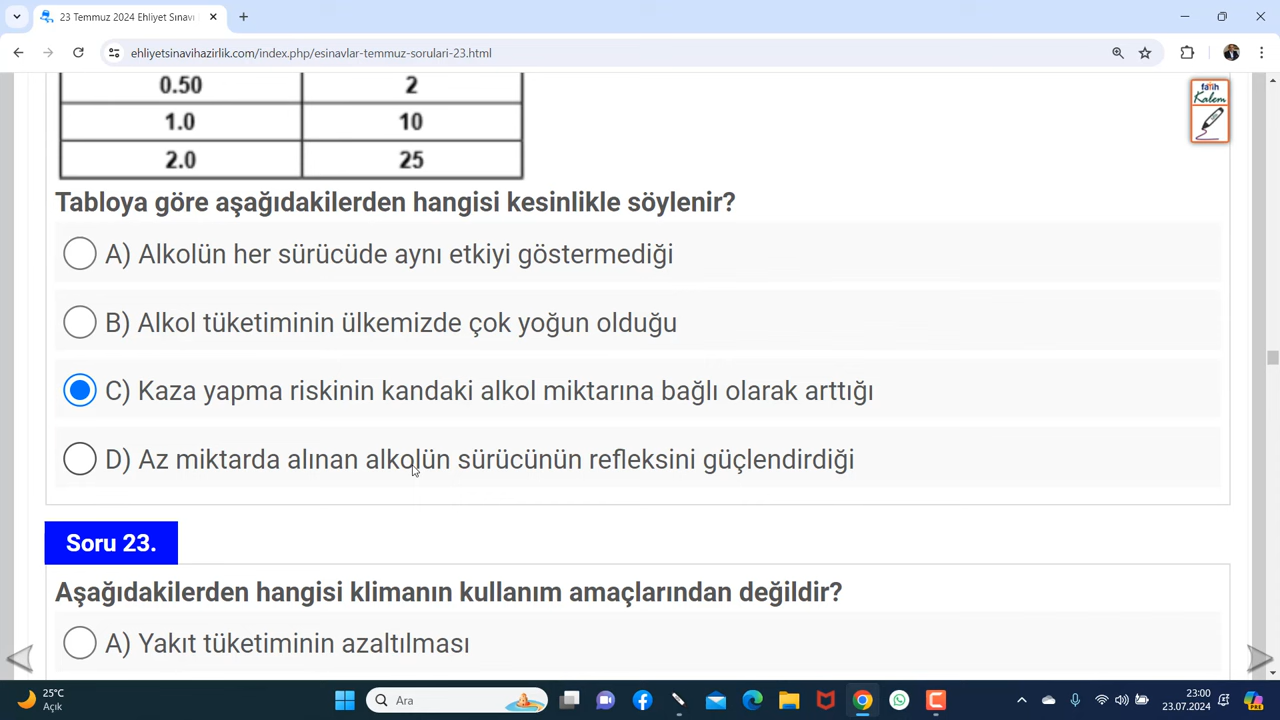 23 Temmuz 2024 Ehliyet Sınavı
ehliyetsinavihazirlik.com/index.php/esinavlar-temmuz-sorulari-23.html
fatih
Kalem
0.50 2
1.0 10
2.0 25
Tabloya göre aşağıdakilerden hangisi kesinlikle söylenir?
A) Alkolün her sürücüde aynı etkiyi göstermediği
B) Alkol tüketiminin ülkemizde çok yoğun olduğu
C) Kaza yapma riskinin kandaki alkol miktarına bağlı olarak arttığı
D) Az miktarda alınan alkolün sürücünün refleksini güçlendirdiği
Soru 23.
Aşağıdakilerden hangisi klimanın kullanım amaçlarından değildir?
A) Yakıt tüketiminin azaltılması
25°C
Açık
Ara
23:00
23.07.2024
PRE